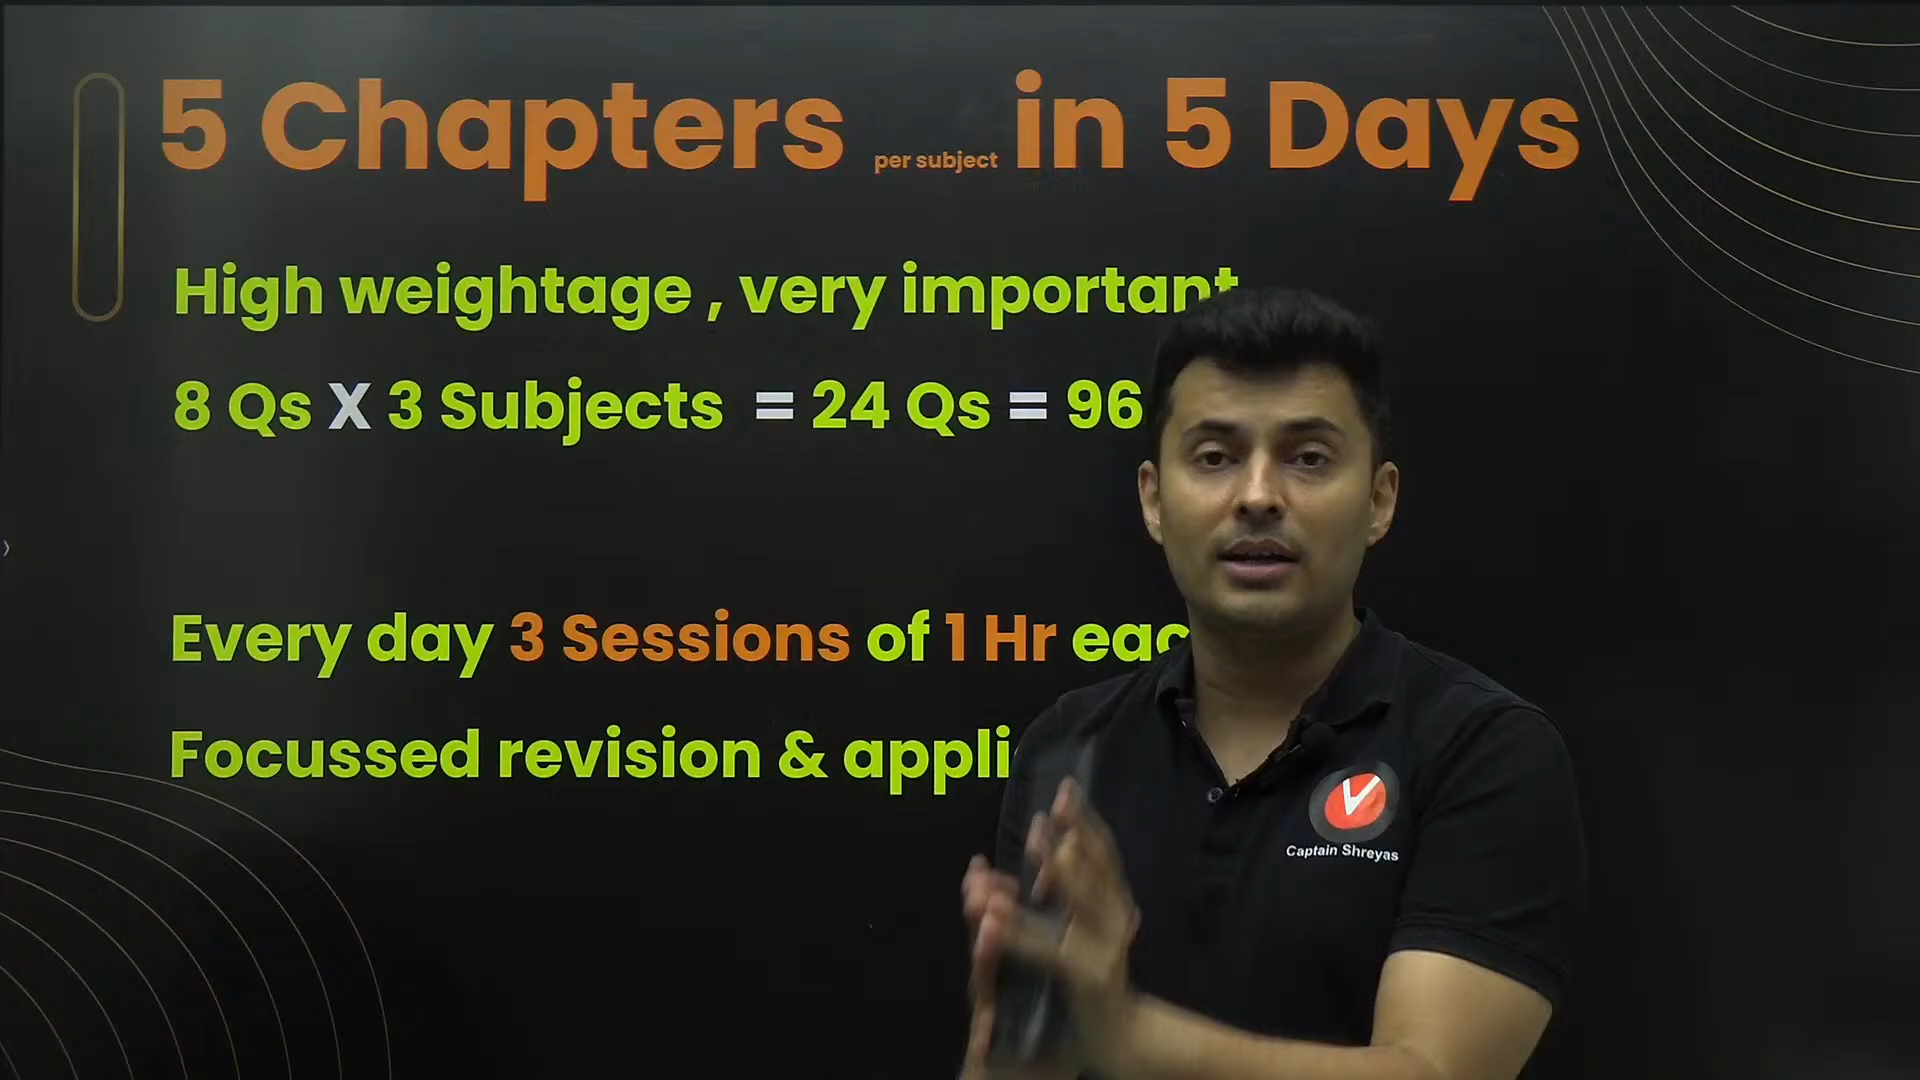 5 Chapters per subject in 5 Days
High weightage , very important
8 Qs X 3 Subjects = 24 Qs = 96
Every day 3 Sessions of 1 Hr
Focussed revision &
V
Captain Shreyas